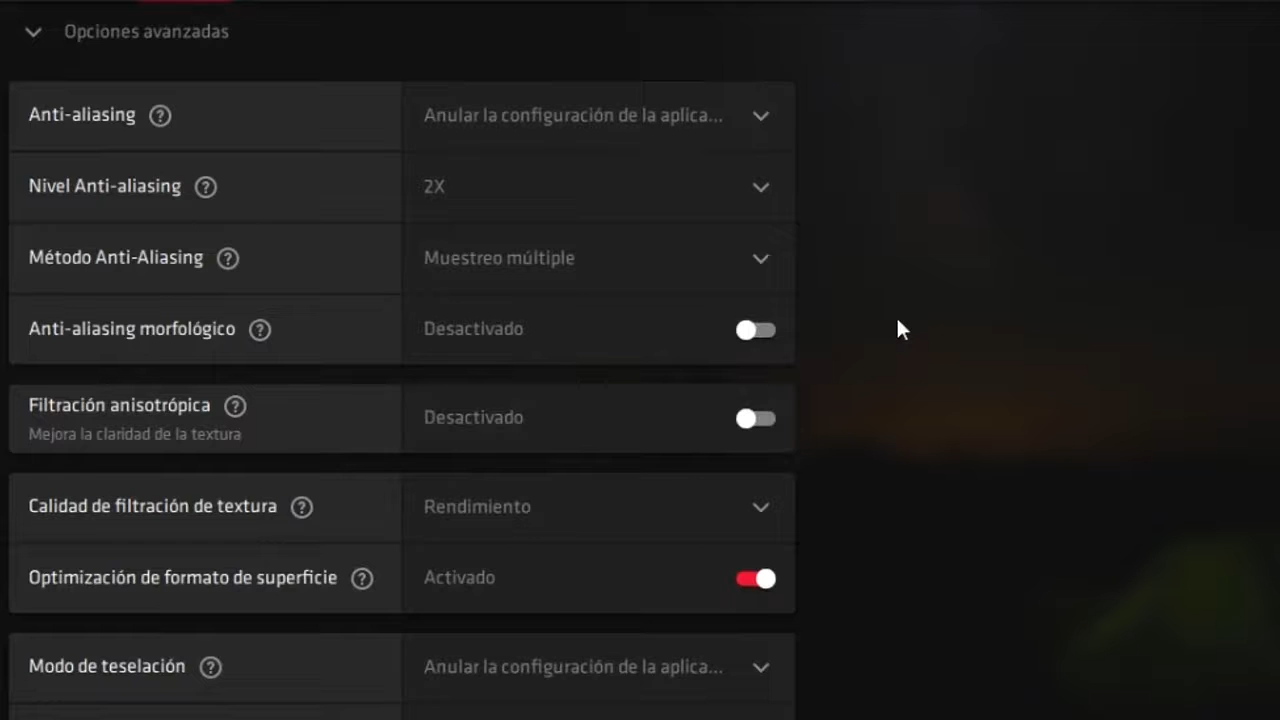 Opciones avanzadas
Anti-aliasing ? Anular la configuración de la aplica...
Nivel Anti-aliasing ? 2X
Método Anti-Aliasing ? Muestreo múltiple
Anti-aliasing morfológico ? Desactivado
Filtración anisotrópica ? Desactivado
Mejora la claridad de la textura
Calidad de filtración de textura ? Rendimiento
Optimización de formato de superficie ? Activado
Modo de teselación ? Anular la configuración de la aplica...